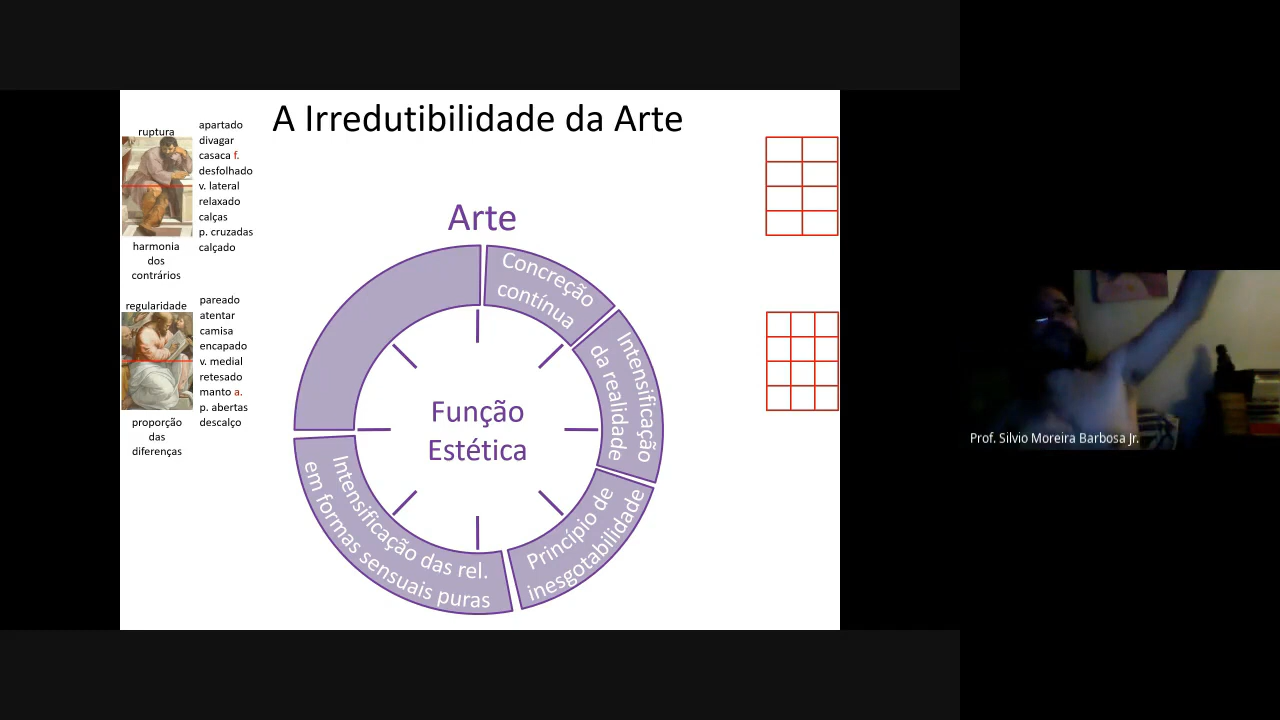 A Irredutibilidade da Arte
ruptura
apartado
divagar
casaca f.
desfolhado
v. lateral
relaxado
calças
p. cruzadas
calçado
harmonia
dos
contrários
regularidade
pareado
atentar
camisa
encapado
v. medial
retesado
manto a.
p. abertas
descalço
proporção
das
diferenças
Arte
Concreção
contínua
Intensificação
da realidade
Princípio de
inesgotabilidade
Intensificação das rel.
em formas sensuais puras
Função
Estética
Prof. Silvio Moreira Barbosa Jr.